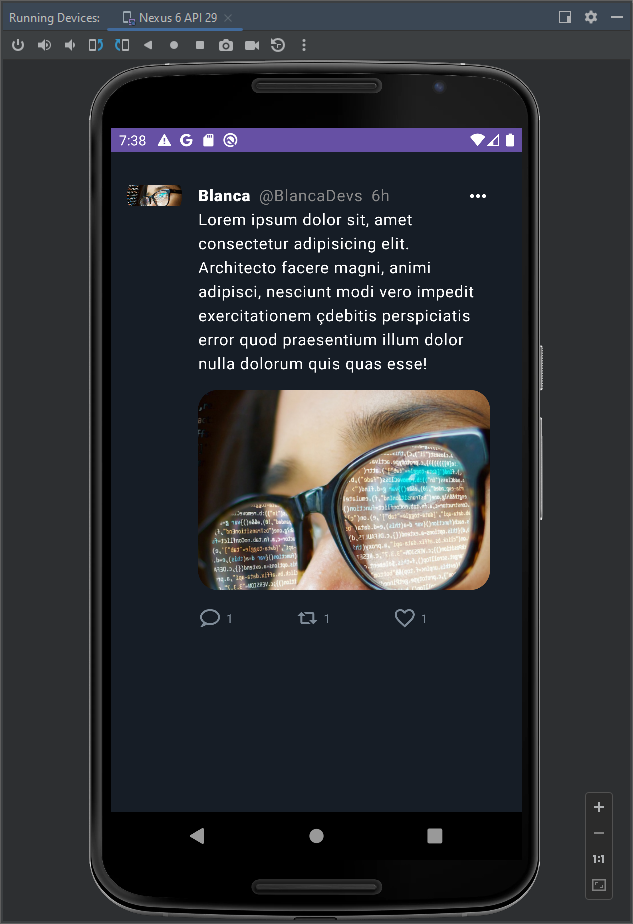 Running Devices: Nexus 6 API 29
7:38
Blanca @BlancaDevs 6h
Lorem ipsum dolor sit, amet
consectetur adipisicing elit.
Architecto facere magni, animi
adipisci, nesciunt modi vero impedit
exercitationem çdebitis perspiciatis
error quod praesentium illum dolor
nulla dolorum quis quas esse!
1 1 1
1:1